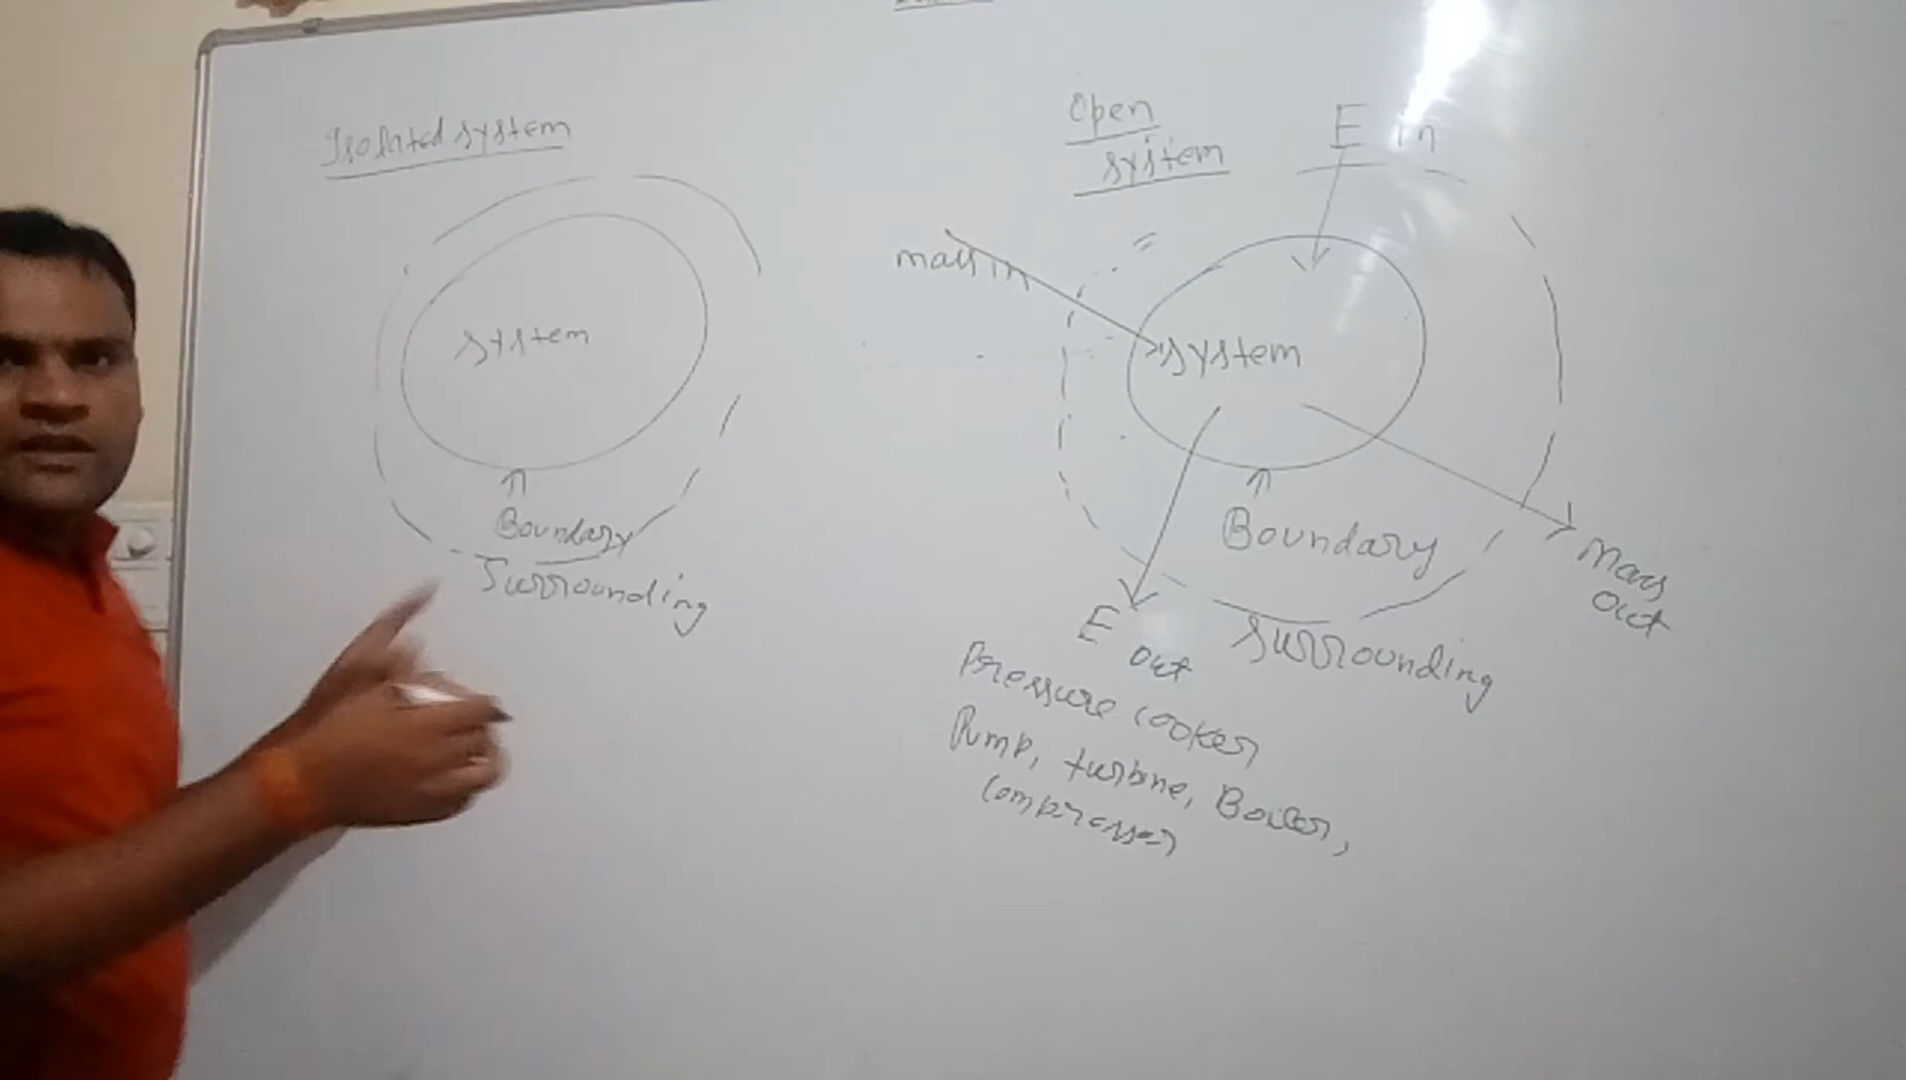 Isolated system
system
Boundary
Surrounding
Open
system
E in
mass in
system
Boundary
Mass
out
E out
Surrounding
Pressure cooker
Pump, turbine, Boiler,
Compressor